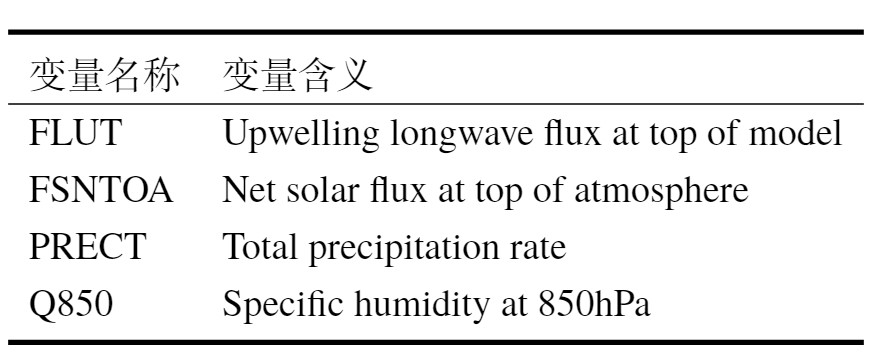 变量名称 变量含义
FLUT Upwelling longwave flux at top of model
FSNTOA Net solar flux at top of atmosphere
PRECT Total precipitation rate
Q850 Specific humidity at 850hPa